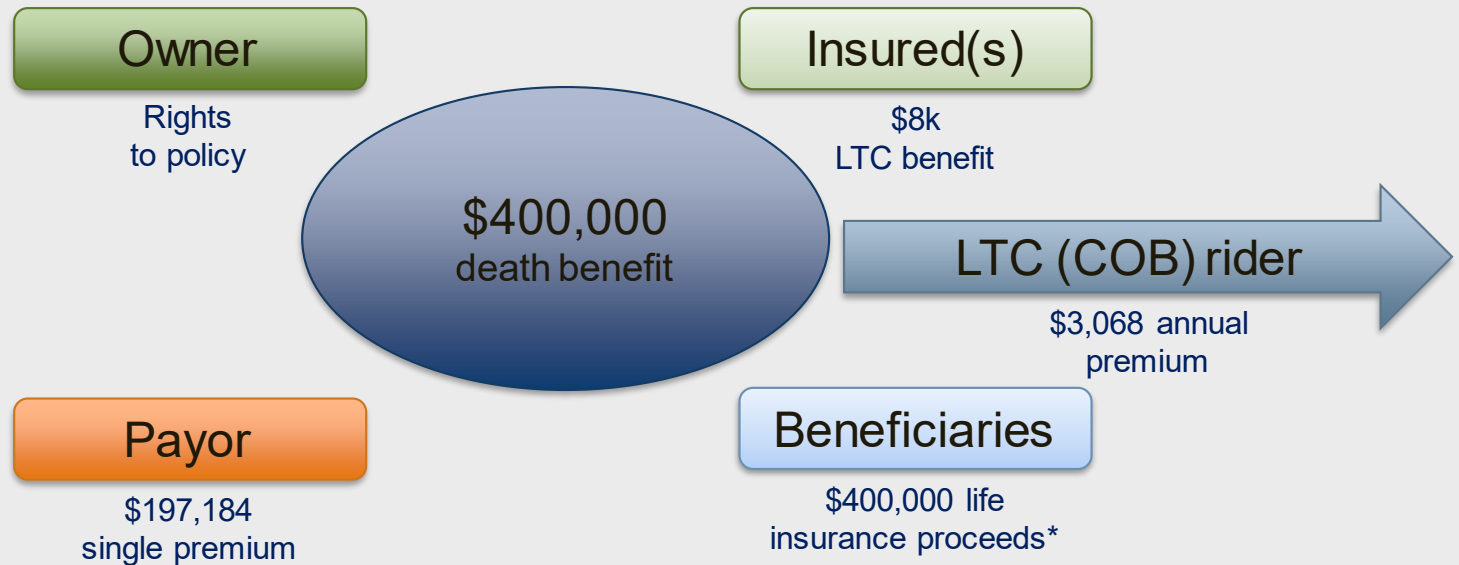 Owner
Rights
to policy
Insured(s)
$8k
LTC benefit
$400,000
death benefit
LTC (COB) rider
$3,068 annual
premium
Payor
$197,184
single premium
Beneficiaries
$400,000 life
insurance proceeds*